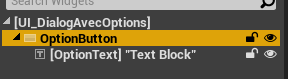 Search Widgets
[UI_DialogAvecOptions]
OptionButton
[OptionText] "Text Block"